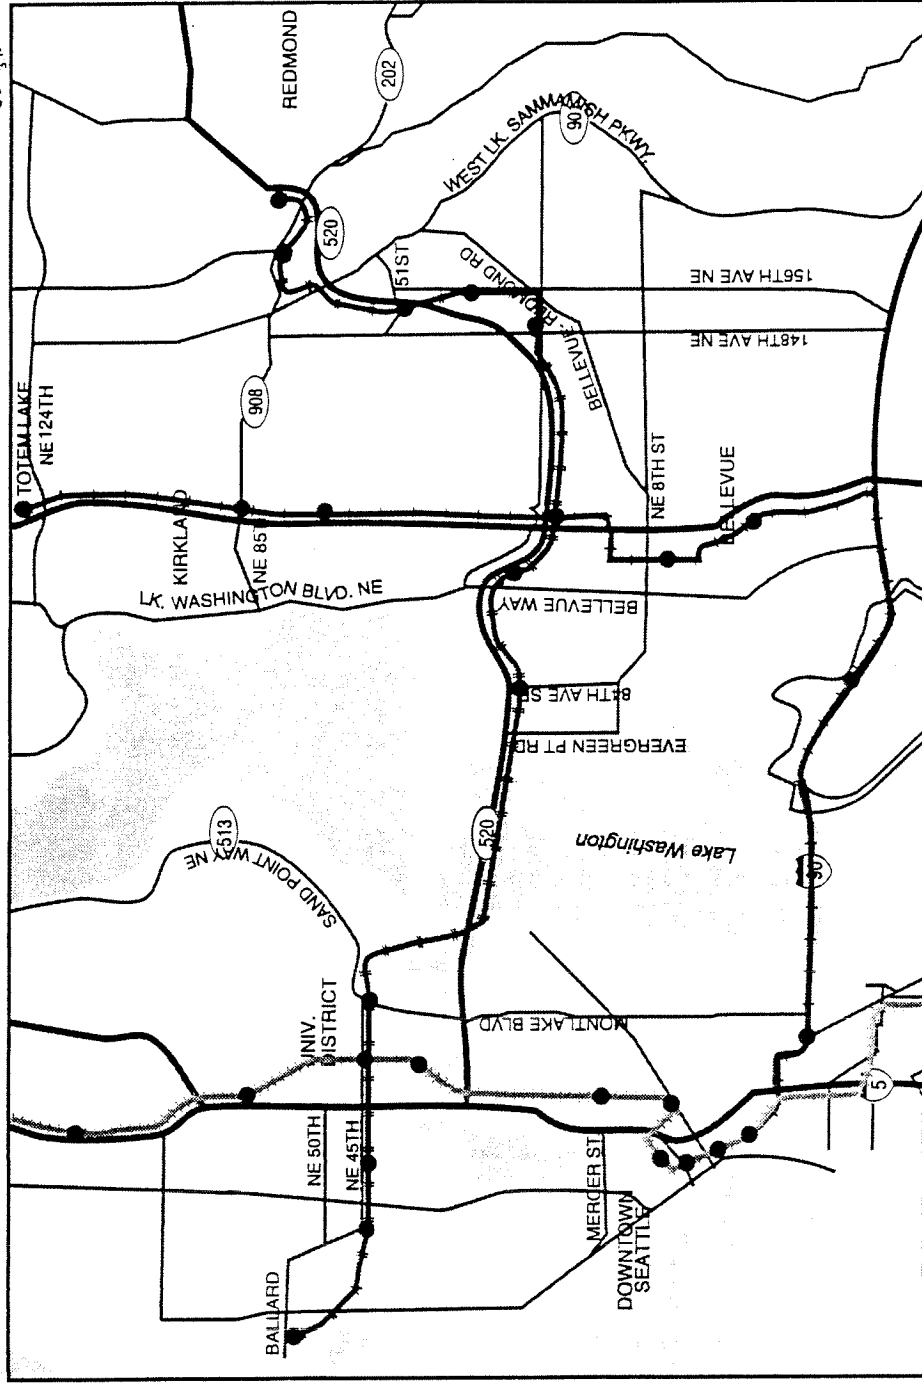 REDMOND
202
WEST LK. SAMMAMISH PKWY.
901
520
51ST
BELLEVUE- REDMOND RD
156TH AVE NE
148TH AVE NE
TOTEM LAKE
NE 124TH
908
KIRKLAND
NE 85T
LK. WASHINGTON BLVD. NE
NE 8TH ST
BELLEVUE
BELLEVUE WAY
84TH AVE SE
EVERGREEN PT RD
513
SAND POINT WAY NE
520
Lake Washington
90
UNIV.
DISTRICT
MONTLAKE BLVD
5
NE 50TH
NE 45TH
MERCER ST
DOWNTOWN
SEATTLE
BALLARD